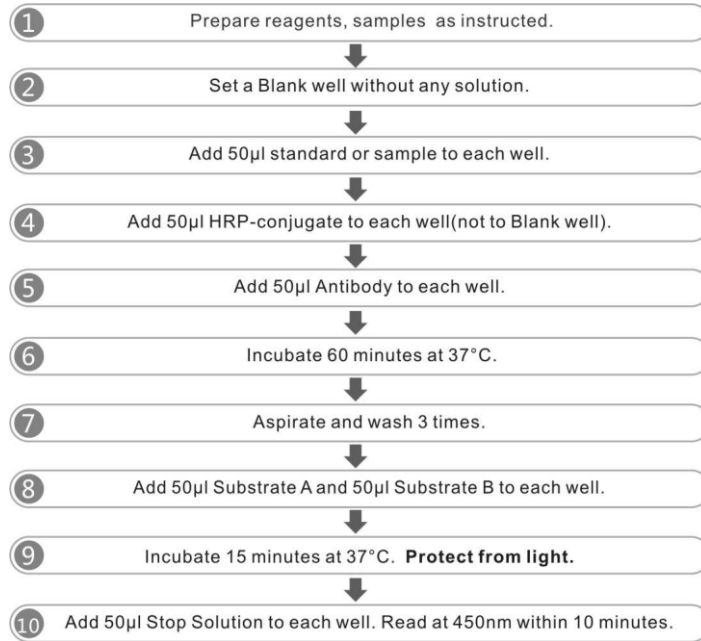 1 Prepare reagents, samples as instructed.
2 Set a Blank well without any solution.
3 Add 50μl standard or sample to each well.
4 Add 50μl HRP-conjugate to each well(not to Blank well).
5 Add 50μl Antibody to each well.
6 Incubate 60 minutes at 37°C.
7 Aspirate and wash 3 times.
8 Add 50μl Substrate A and 50μl Substrate B to each well.
9 Incubate 15 minutes at 37°C. Protect from light.
10 Add 50μl Stop Solution to each well. Read at 450nm within 10 minutes.